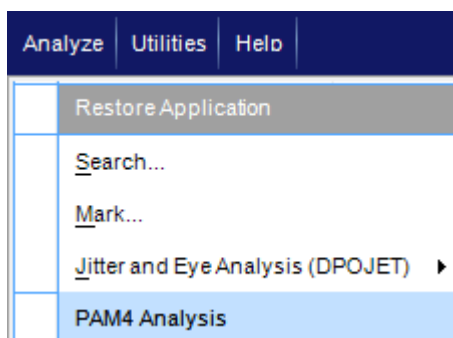 Analyze Utilities Help
Restore Application
Search...
Mark...
Jitter and Eye Analysis (DPOJET)
PAM4 Analysis